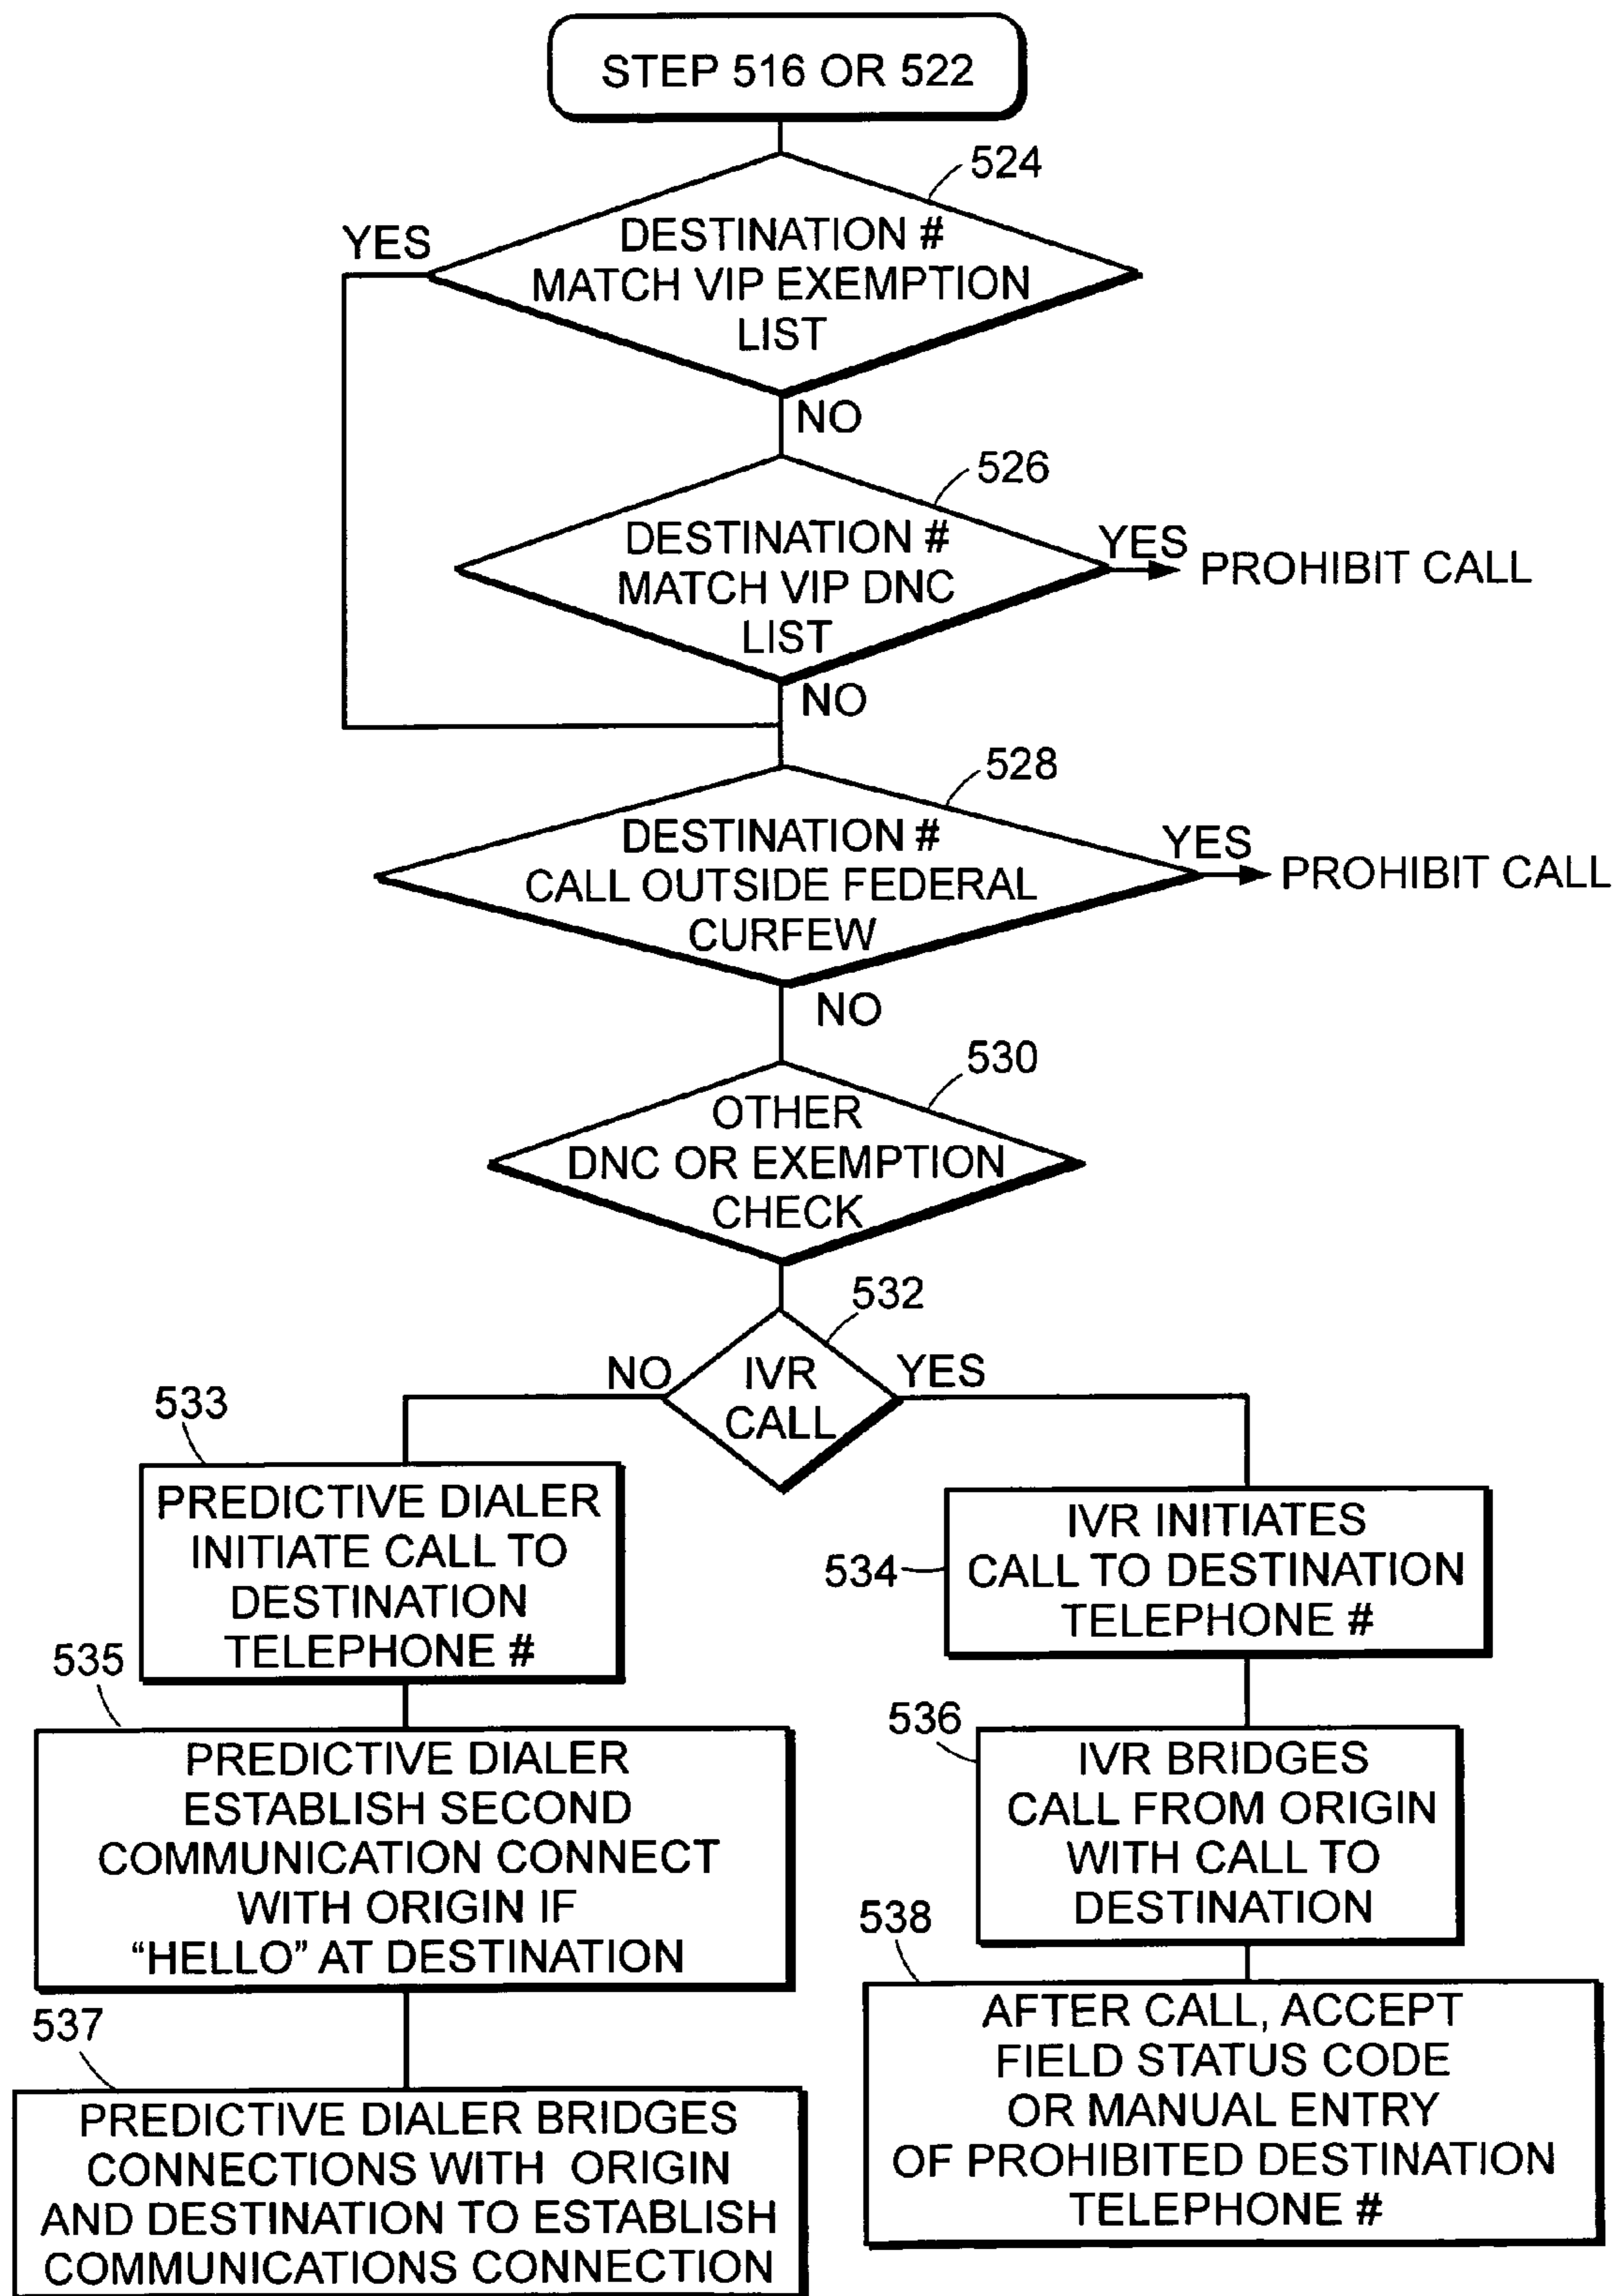 STEP 516 OR 522
524
YES
DESTINATION #
MATCH VIP EXEMPTION
LIST
NO
526
DESTINATION #
MATCH VIP DNC
LIST
YES
PROHIBIT CALL
NO
528
DESTINATION #
CALL OUTSIDE FEDERAL
CURFEW
YES
PROHIBIT CALL
NO
530
OTHER
DNC OR EXEMPTION
CHECK
532
NO
IVR
CALL
YES
533
PREDICTIVE DIALER
INITIATE CALL TO
DESTINATION
TELEPHONE #
535
PREDICTIVE DIALER
ESTABLISH SECOND
COMMUNICATION CONNECT
WITH ORIGIN IF
“HELLO” AT DESTINATION
537
PREDICTIVE DIALER BRIDGES
CONNECTIONS WITH ORIGIN
AND DESTINATION TO ESTABLISH
COMMUNICATIONS CONNECTION
534
IVR INITIATES
CALL TO DESTINATION
TELEPHONE #
536
IVR BRIDGES
CALL FROM ORIGIN
WITH CALL TO
DESTINATION
538
AFTER CALL, ACCEPT
FIELD STATUS CODE
OR MANUAL ENTRY
OF PROHIBITED DESTINATION
TELEPHONE #